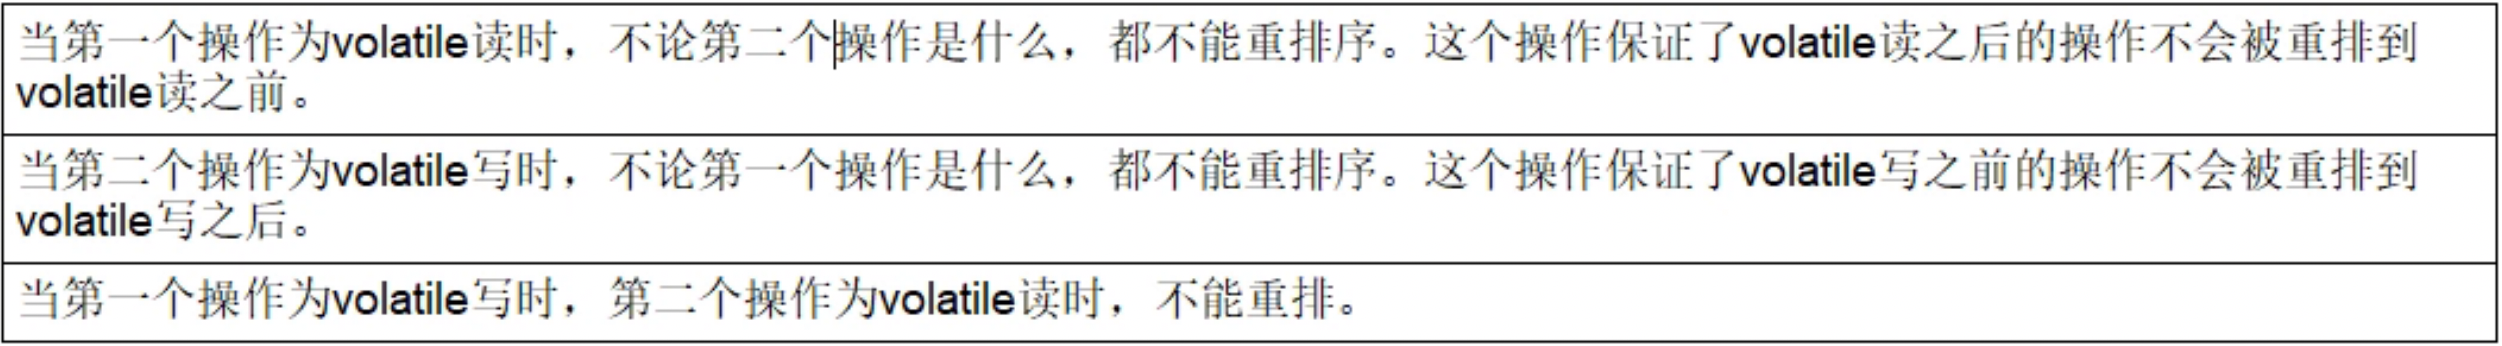 当第一个操作为volatile读时，不论第二个操作是什么，都不能重排序。这个操作保证了volatile读之后的操作不会被重排到
volatile读之前。
当第二个操作为volatile写时，不论第一个操作是什么，都不能重排序。这个操作保证了volatile写之前的操作不会被重排到
volatile写之后。
当第一个操作为volatile写时，第二个操作为volatile读时，不能重排。